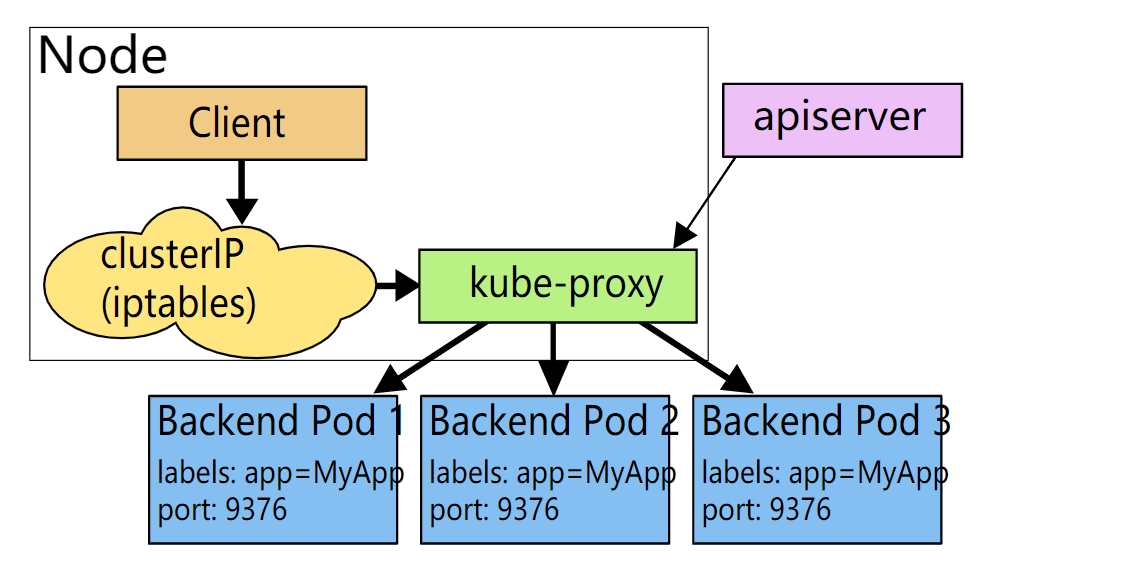 Node
Client
apiserver
clusterIP
(iptables)
kube-proxy
Backend Pod 1
labels: app=MyApp
port: 9376
Backend Pod 2
labels: app=MyApp
port: 9376
Backend Pod 3
labels: app=MyApp
port: 9376